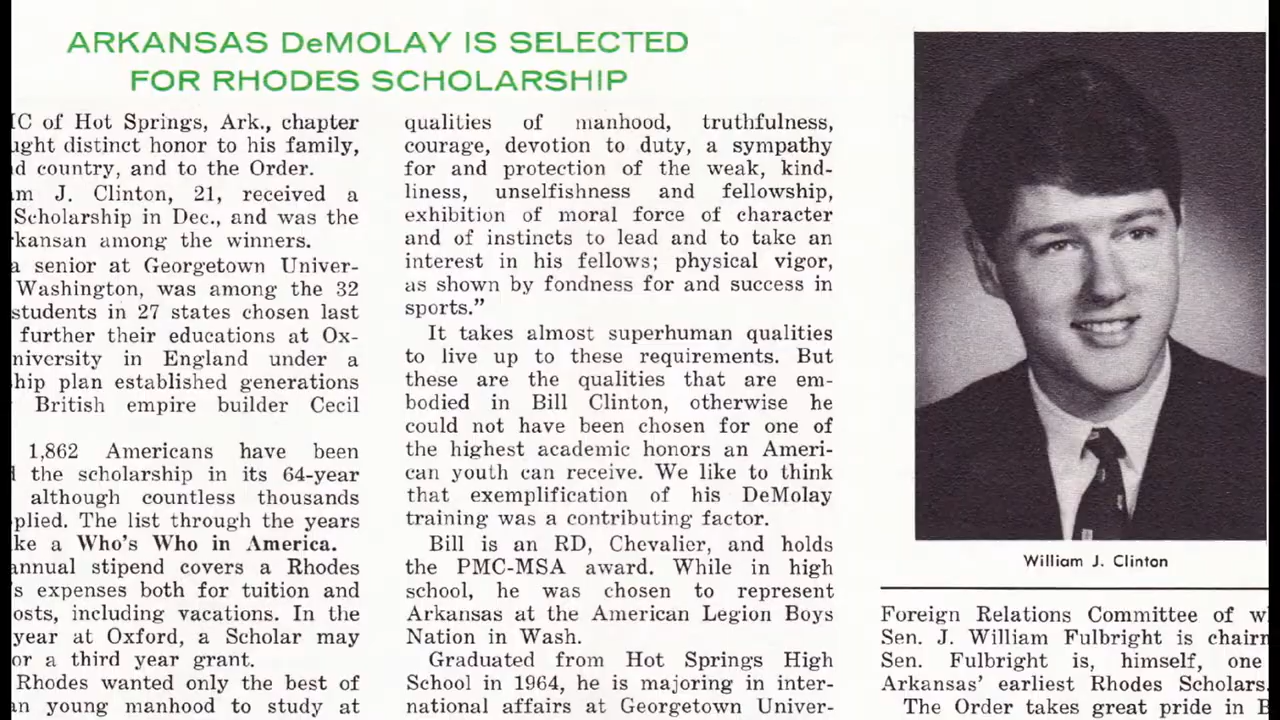 ARKANSAS DeMOLAY IS SELECTED
FOR RHODES SCHOLARSHIP
of Hot Springs, Ark., chapter
distinct honor to his family,
country, and to the Order.
J. Clinton, 21, received a
Scholarship in Dec., and was the
among the winners.
a senior at Georgetown Univer-
Washington, was among the 32
students in 27 states chosen last
further their educations at Ox-
in England under a
plan established generations
British empire builder Cecil
1,862 Americans have been
the scholarship in its 64-year
although countless thousands
The list through the years
a Who's Who in America.
stipend covers a Rhodes
expenses both for tuition and
including vacations. In the
year at Oxford, a Scholar may
or a third year grant.
Rhodes wanted only the best of
young manhood to study at
qualities of manhood, truthfulness,
courage, devotion to duty, a sympathy
for and protection of the weak, kind-
liness, unselfishness and fellowship,
exhibition of moral force of character
and of instincts to lead and to take an
interest in his fellows; physical vigor,
as shown by fondness for and success in
sports."
It takes almost superhuman qualities
to live up to these requirements. But
these are the qualities that are em-
bodied in Bill Clinton, otherwise he
could not have been chosen for one of
the highest academic honors an Ameri-
can youth can receive. We like to think
that exemplification of his DeMolay
training was a contributing factor.
Bill is an RD, Chevalier, and holds
the PMC-MSA award. While in high
school, he was chosen to represent
Arkansas at the American Legion Boys
Nation in Wash.
Graduated from Hot Springs High
School in 1964, he is majoring in inter-
national affairs at Georgetown Univer-
William J. Clinton
Foreign Relations Committee of
Sen. J. William Fulbright is
Sen. Fulbright is, himself, one
Arkansas' earliest Rhodes Scholars.
The Order takes great pride in